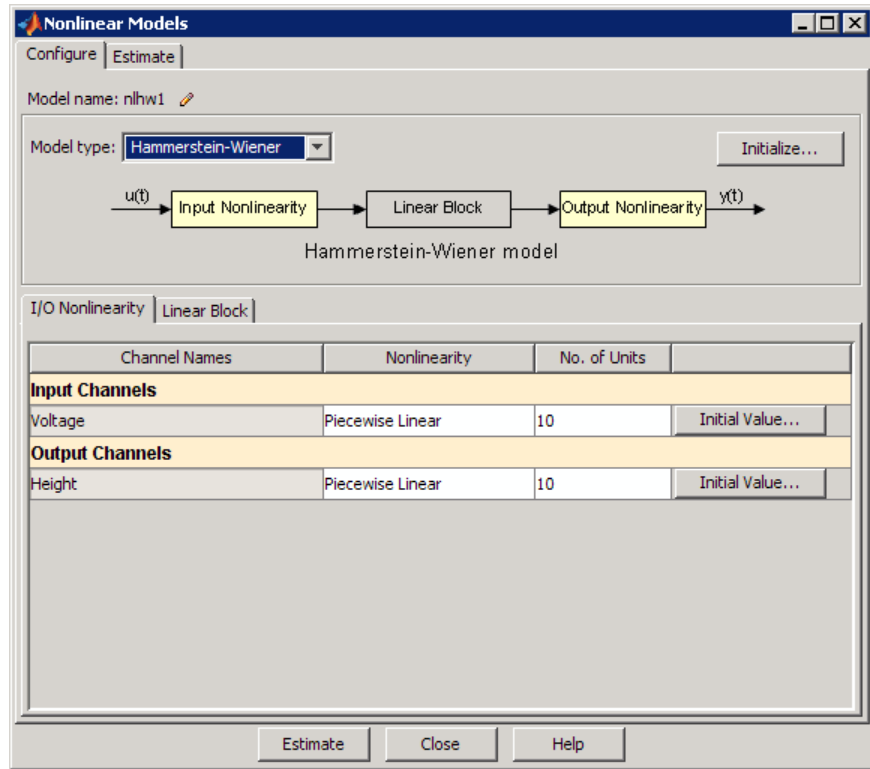 Nonlinear Models
Configure Estimate
Model name: nlhw1
Model type: Hammerstein-Wiener Initialize...
u(t) Input Nonlinearity Linear Block Output Nonlinearity y(t)
Hammerstein-Wiener model
I/O Nonlinearity Linear Block
Channel Names Nonlinearity No. of Units
Input Channels
Voltage Piecewise Linear 10 Initial Value...
Output Channels
Height Piecewise Linear 10 Initial Value...
Estimate Close Help